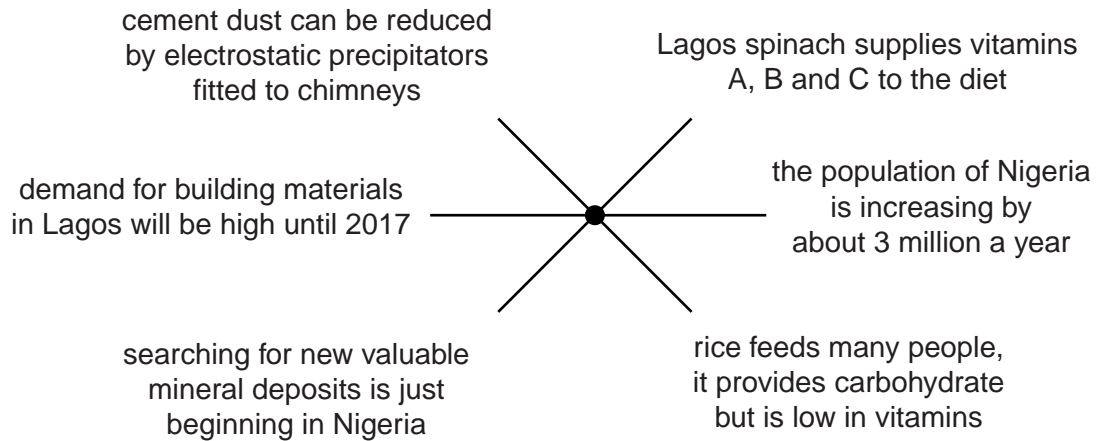 cement dust can be reduced
by electrostatic precipitators
fitted to chimneys
Lagos spinach supplies vitamins
A, B and C to the diet
demand for building materials
in Lagos will be high until 2017
the population of Nigeria
is increasing by
about 3 million a year
searching for new valuable
mineral deposits is just
beginning in Nigeria
rice feeds many people,
it provides carbohydrate
but is low in vitamins